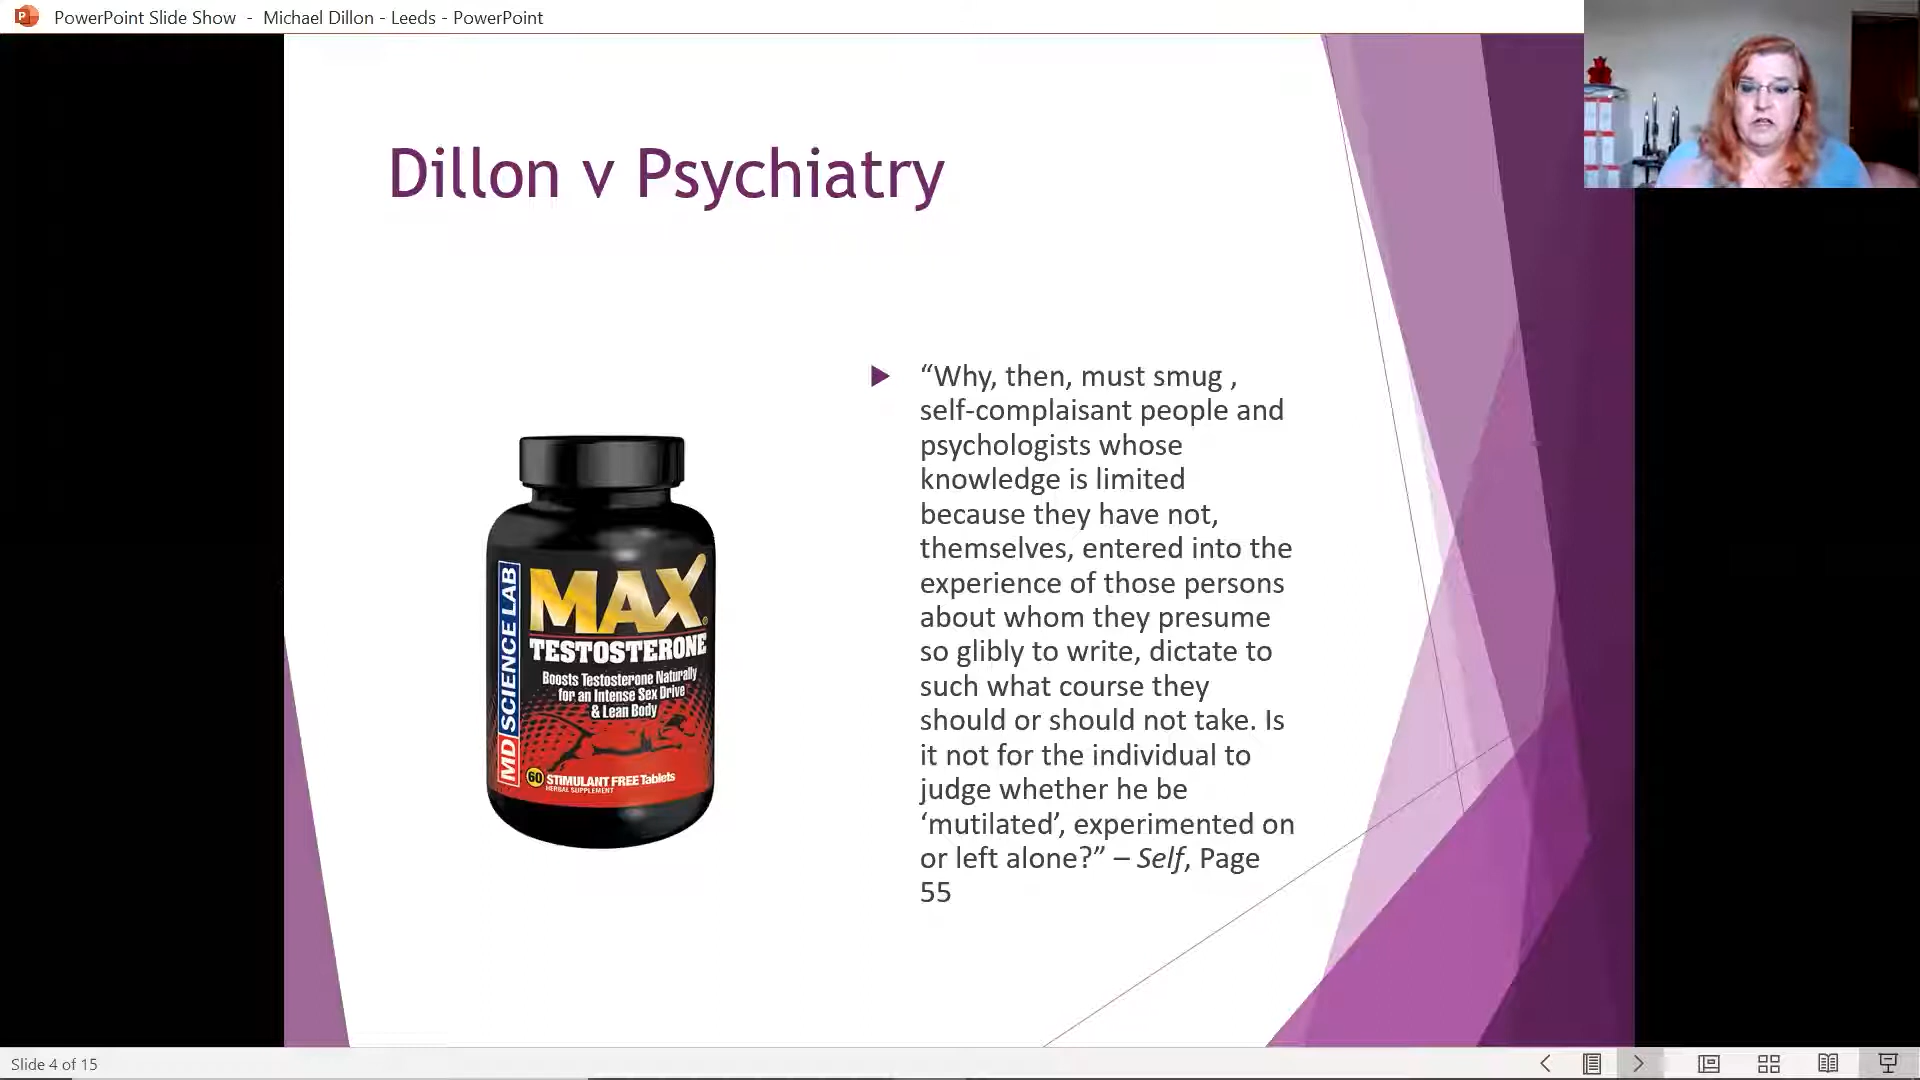 PowerPoint Slide Show - Michael Dillon - Leeds - PowerPoint
Dillon v Psychiatry
MD SCIENCE LAB
MAX
TESTOSTERONE
Boosts Testosterone Naturally
for an Intense Sex Drive
& Lean Body
60 STIMULANT FREE Tablets
HERBAL SUPPLEMENT
“Why, then, must smug ,
self-complaisant people and
psychologists whose
knowledge is limited
because they have not,
themselves, entered into the
experience of those persons
about whom they presume
so glibly to write, dictate to
such what course they
should or should not take. Is
it not for the individual to
judge whether he be
‘mutilated’, experimented on
or left alone?” – Self, Page
55
Slide 4 of 15